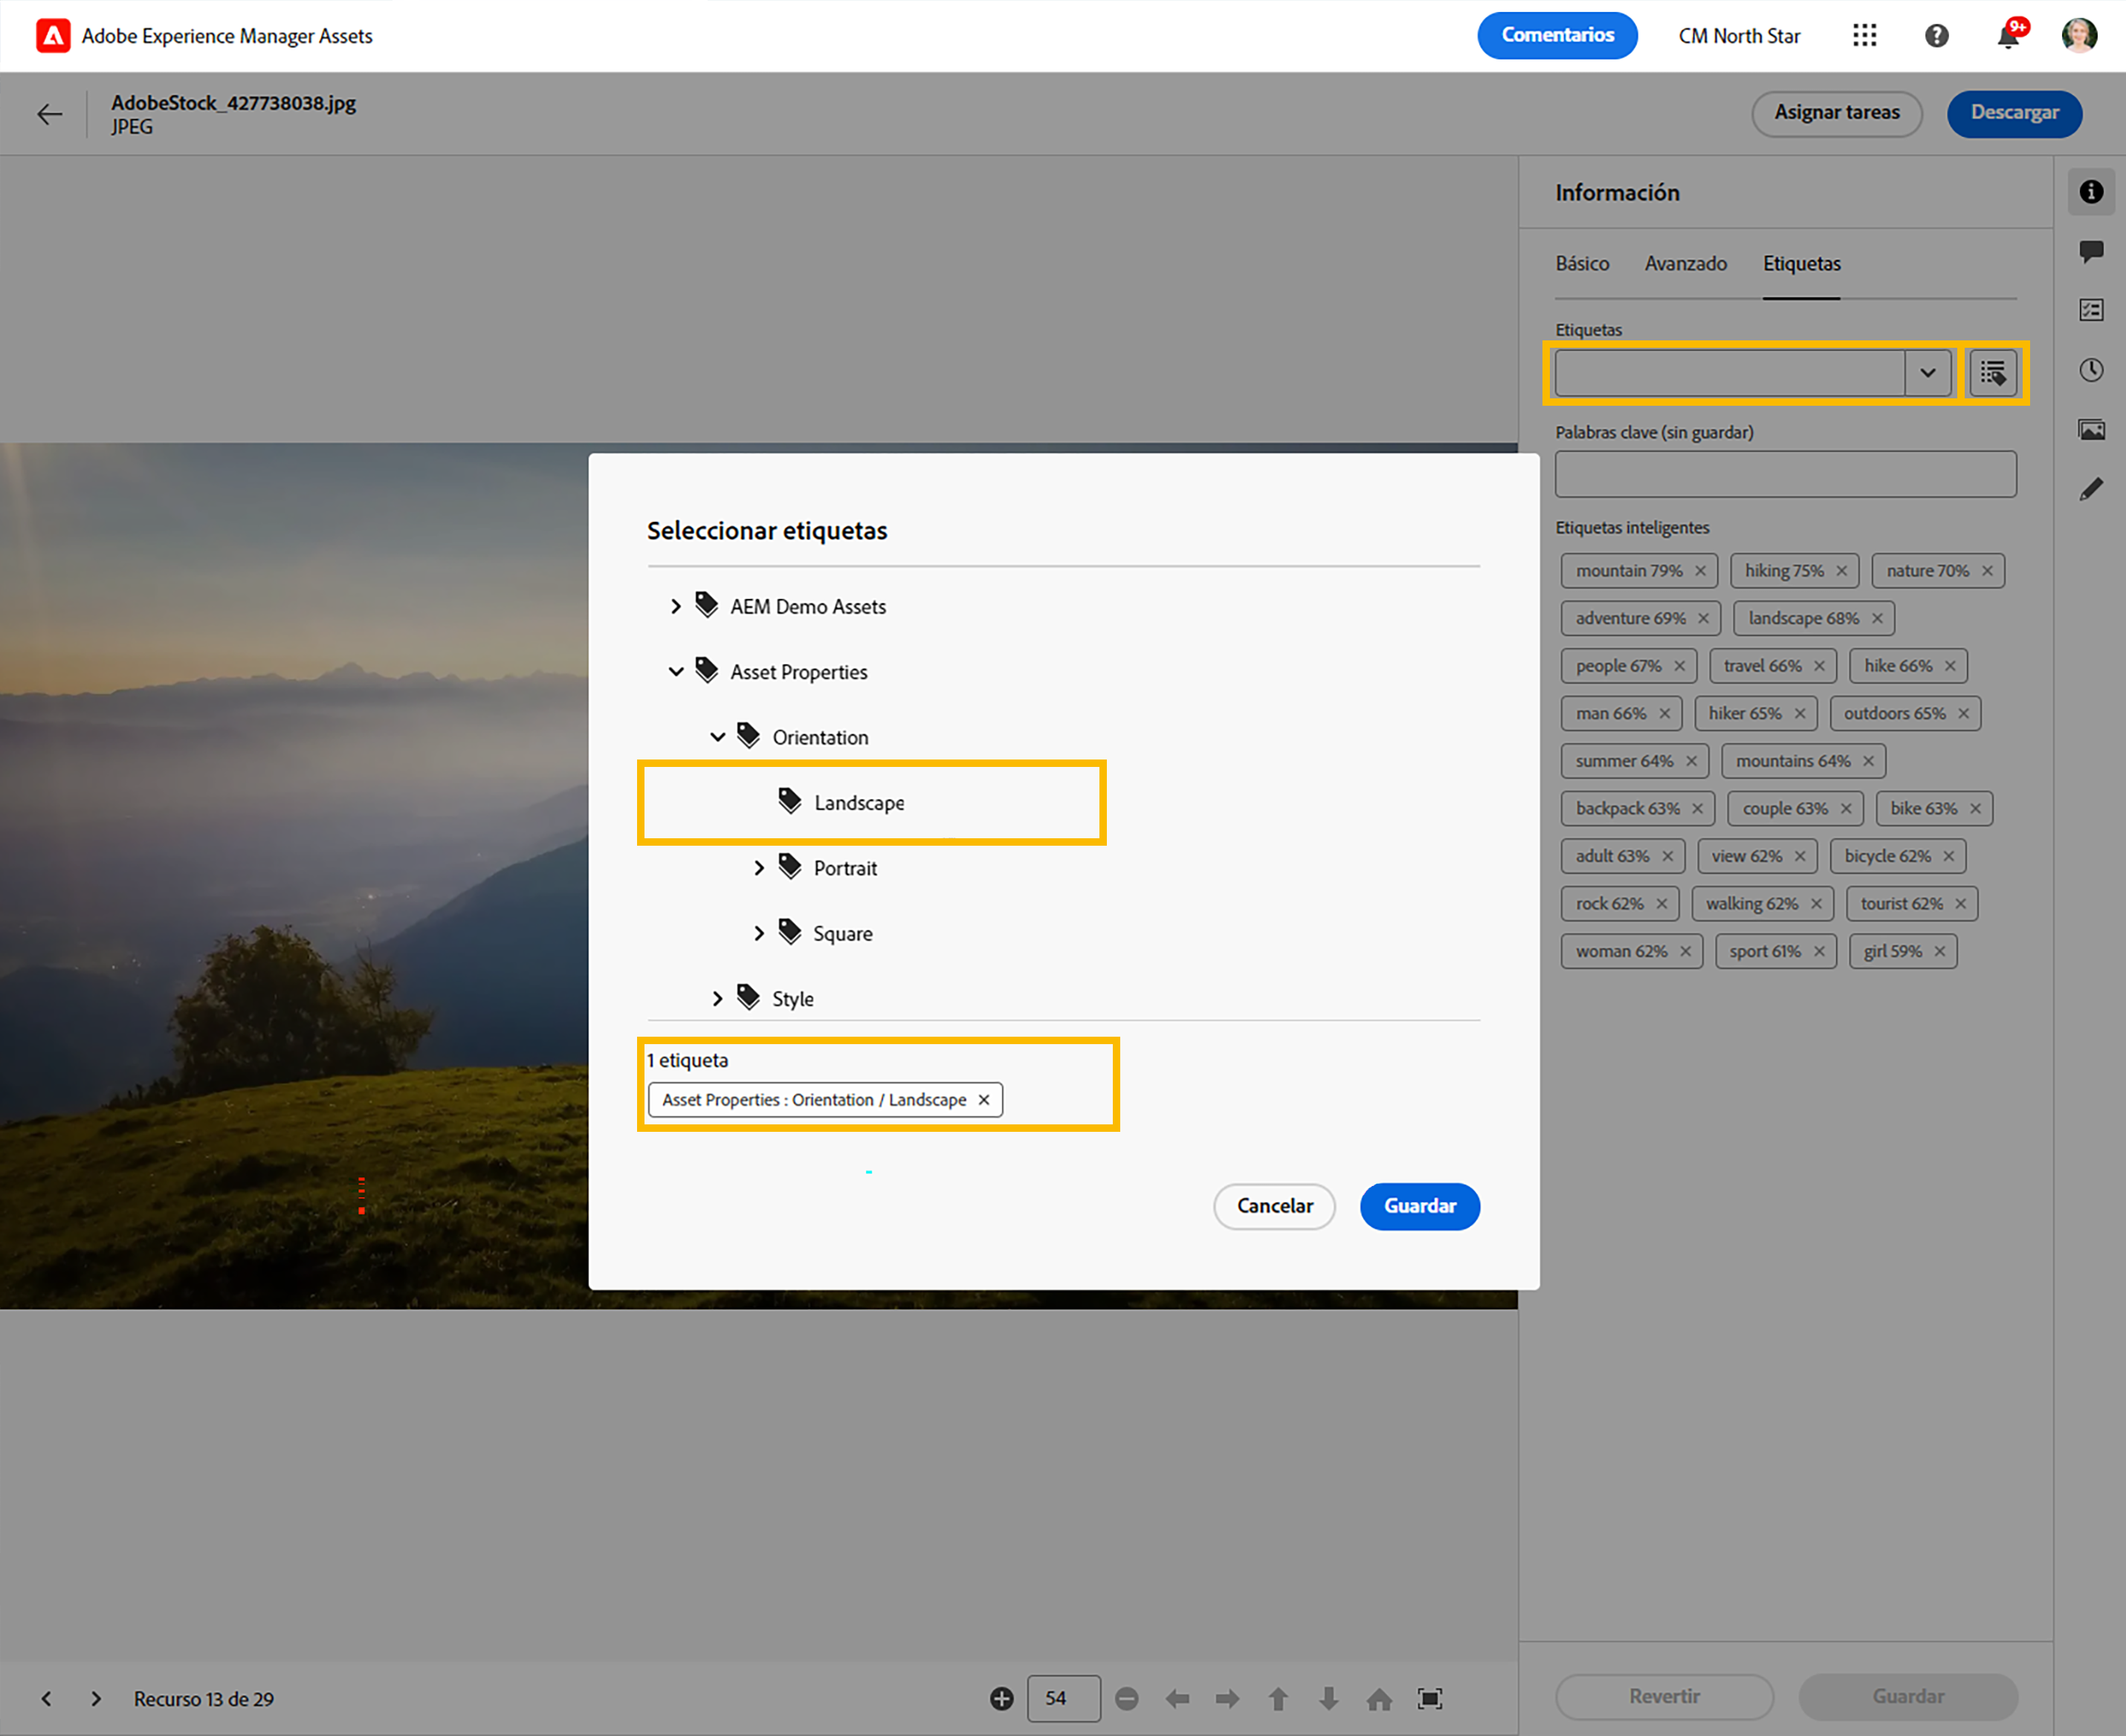 Adobe Experience Manager Assets
Comentarios
CM North Star
9+
AdobeStock_427738038.jpg
JPEG
Asignar tareas
Descargar
Información
Básico Avanzado Etiquetas
Etiquetas
Palabras clave (sin guardar)
Etiquetas inteligentes
mountain 79% hiking 75% nature 70%
adventure 69% landscape 68%
people 67% travel 66% hike 66%
man 66% hiker 65% outdoors 65%
summer 64% mountains 64%
backpack 63% couple 63% bike 63%
adult 63% view 62% bicycle 62%
rock 62% walking 62% tourist 62%
woman 62% sport 61% girl 59%
Seleccionar etiquetas
AEM Demo Assets
Asset Properties
Orientation
Landscape
Portrait
Square
Style
1 etiqueta
Asset Properties : Orientation / Landscape
Cancelar Guardar
Recurso 13 de 29
54
Revertir Guardar